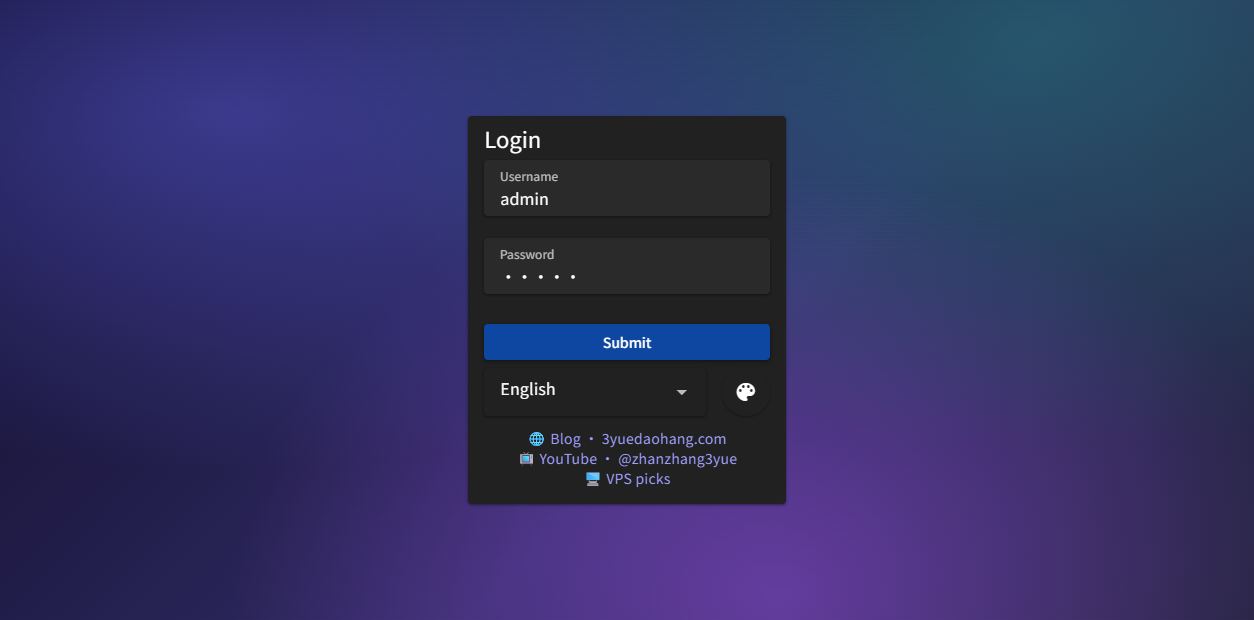 Login
Username
admin
Password
•••••
Submit
English
🌐 Blog · 3yuedaohang.com
📺 YouTube · @zhanzhang3yue
🖥️ VPS picks